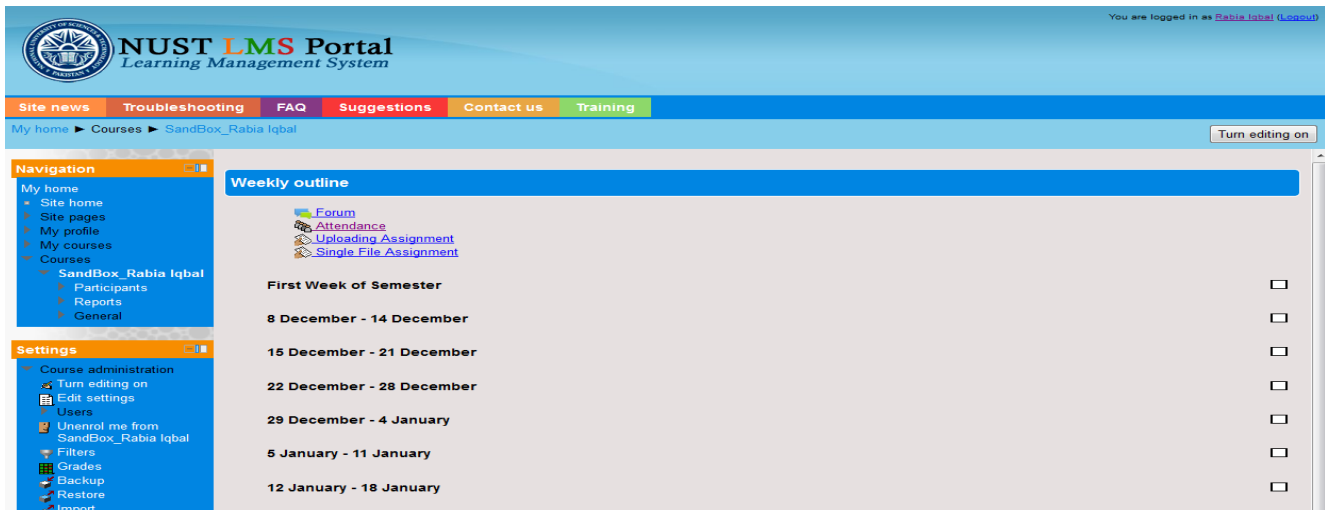 You are logged in as Rabia Iqbal (Logout)
NUST LMS Portal
Learning Management System
Site news Troubleshooting FAQ Suggestions Contact us Training
My home ► Courses ► SandBox_Rabia Iqbal
Turn editing on
Navigation
My home
Site home
Site pages
My profile
My courses
Courses
SandBox_Rabia Iqbal
Participants
Reports
General
Settings
Course administration
Turn editing on
Edit settings
Users
Unenrol me from
SandBox_Rabia Iqbal
Filters
Grades
Backup
Restore
Import
Weekly outline
Forum
Attendance
Uploading Assignment
Single File Assignment
First Week of Semester
8 December - 14 December
15 December - 21 December
22 December - 28 December
29 December - 4 January
5 January - 11 January
12 January - 18 January